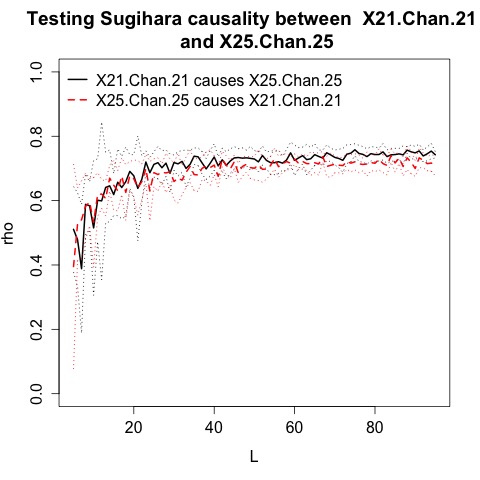 Testing Sugihara causality between  X21.Chan.21
and X25.Chan.25
X21.Chan.21 causes X25.Chan.25
X25.Chan.25 causes X21.Chan.21
1.0
0.8
0.6
0.4
0.2
0.0
rho
20 40 60 80
L